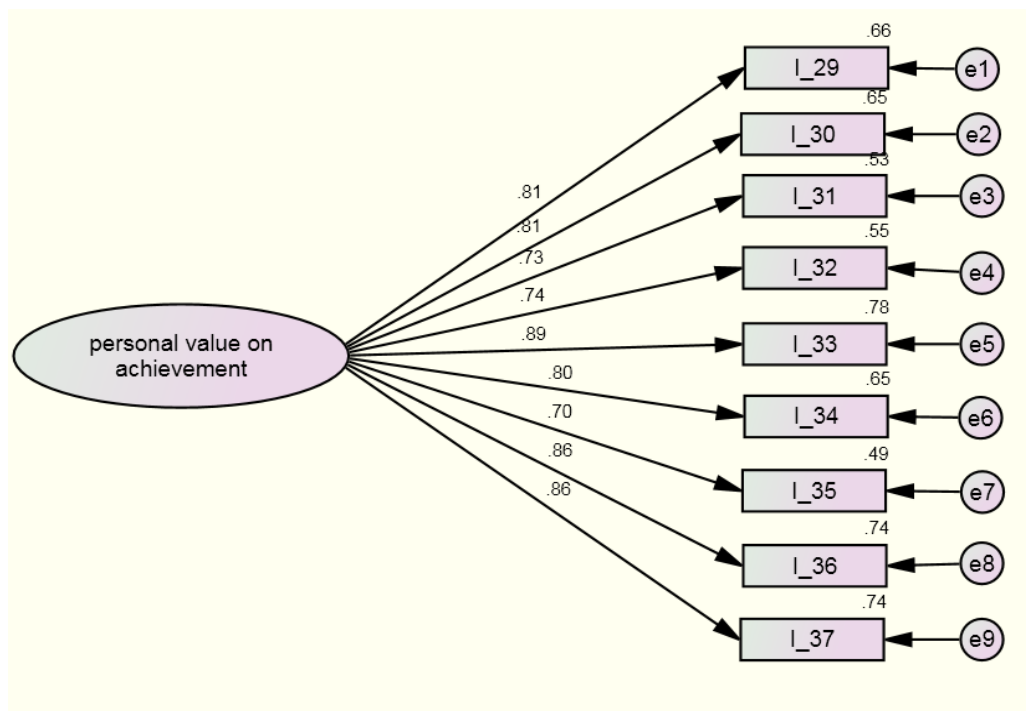 .66
I_29
e1
.65
I_30
e2
.53
I_31
e3
.55
I_32
e4
.78
I_33
e5
.65
I_34
e6
.49
I_35
e7
.74
I_36
e8
.74
I_37
e9
.81
.81
.73
.74
.89
.80
.70
.86
.86
personal value on
achievement